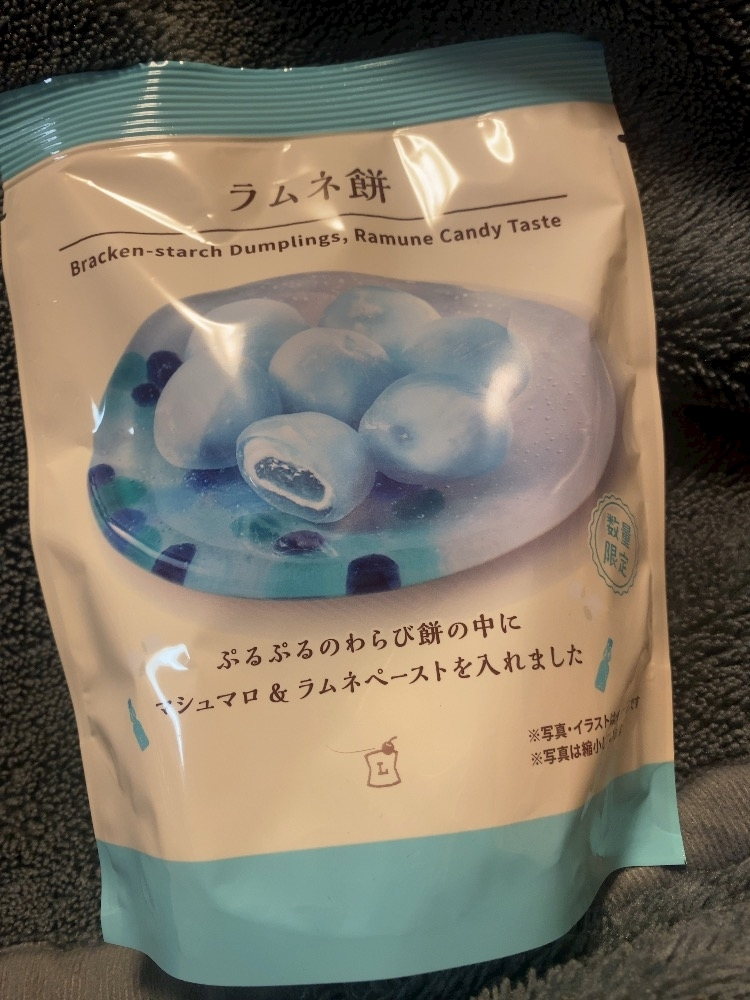 ラムネ餅
Bracken-starch Dumplings, Ramune Candy Taste
数量
限定
ぷるぷるのわらび餅の中に
マシュマロ & ラムネペーストを入れました
※写真・イラストは
※写真は縮小
L